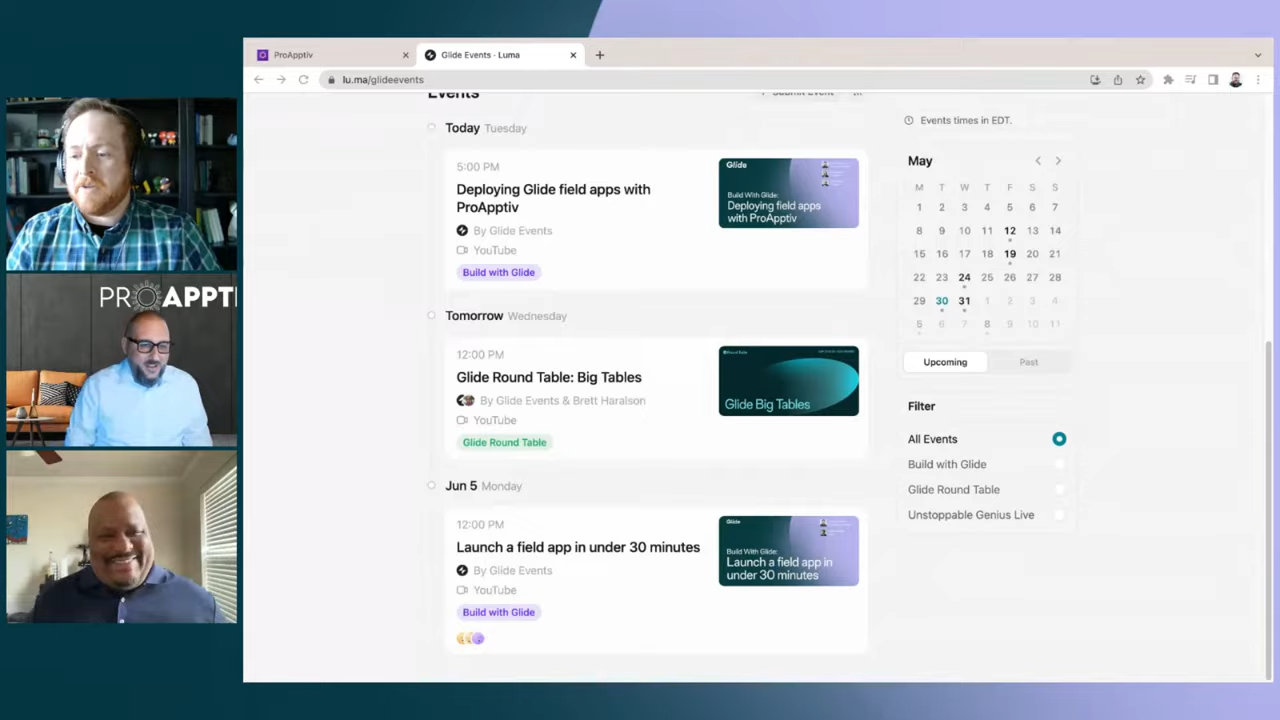 ProApptiv
Glide Events · Luma
lu.ma/glideevents
Events
Submit Event
Events times in EDT.
Today Tuesday
5:00 PM
Deploying Glide field apps with
ProApptiv
By Glide Events
YouTube
Build with Glide
Glide
Build With Glide:
Deploying field apps
with ProApptiv
Tomorrow Wednesday
12:00 PM
Glide Round Table: Big Tables
By Glide Events & Brett Haralson
YouTube
Glide Round Table
Glide Big Tables
Jun 5 Monday
12:00 PM
Launch a field app in under 30 minutes
By Glide Events
YouTube
Build with Glide
Glide
Build With Glide:
Launch a field app in
under 30 minutes
May
M T W T F S S
1 2 3 4 5 6 7
8 9 10 11 12 13 14
15 16 17 18 19 20 21
22 23 24 25 26 27 28
29 30 31 1 2 3 4
5 6 7 8 9 10 11
Upcoming Past
Filter
All Events
Build with Glide
Glide Round Table
Unstoppable Genius Live
PROAPPTI